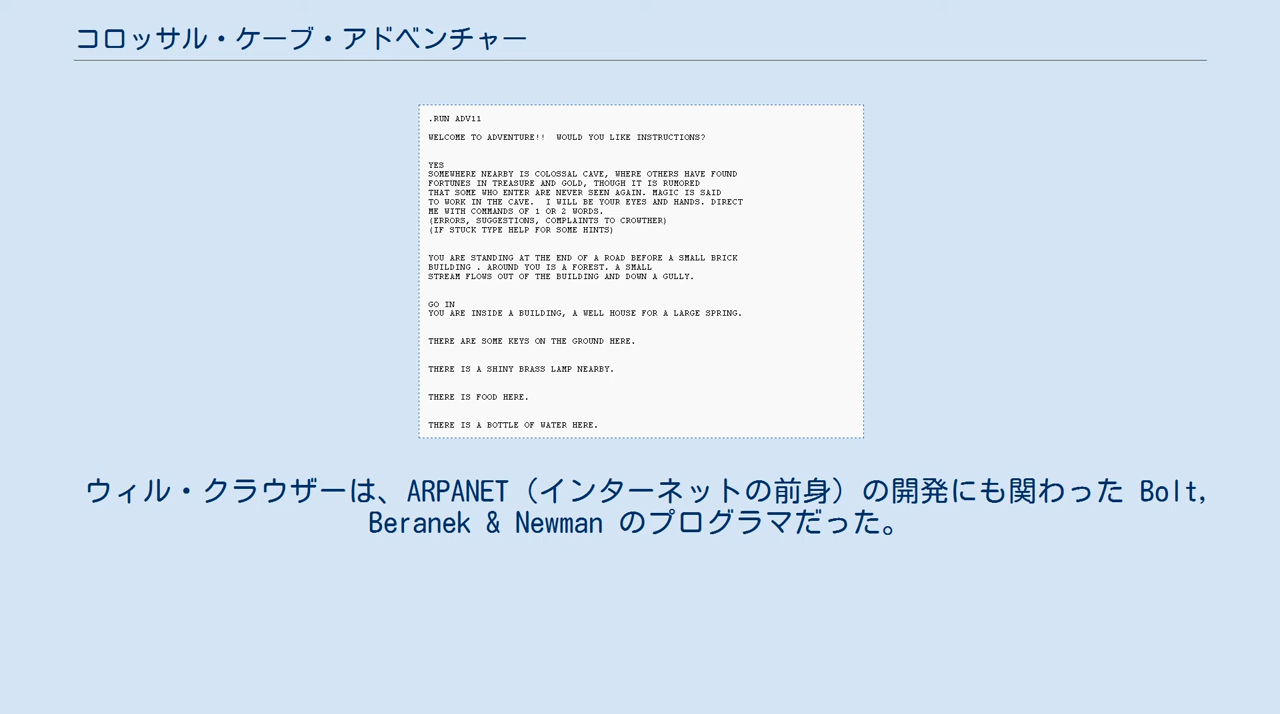 コロッサル・ケーブ・アドベンチャー
.RUN ADV11
WELCOME TO ADVENTURE!!  WOULD YOU LIKE INSTRUCTIONS?
YES
SOMEWHERE NEARBY IS COLOSSAL CAVE, WHERE OTHERS HAVE FOUND
FORTUNES IN TREASURE AND GOLD, THOUGH IT IS RUMORED
THAT SOME WHO ENTER ARE NEVER SEEN AGAIN. MAGIC IS SAID
TO WORK IN THE CAVE.  I WILL BE YOUR EYES AND HANDS. DIRECT
ME WITH COMMANDS OF 1 OR 2 WORDS.
(ERRORS, SUGGESTIONS, COMPLAINTS TO CROWTHER)
(IF STUCK TYPE HELP FOR SOME HINTS)
YOU ARE STANDING AT THE END OF A ROAD BEFORE A SMALL BRICK
BUILDING . AROUND YOU IS A FOREST. A SMALL
STREAM FLOWS OUT OF THE BUILDING AND DOWN A GULLY.
GO IN
YOU ARE INSIDE A BUILDING, A WELL HOUSE FOR A LARGE SPRING.
THERE ARE SOME KEYS ON THE GROUND HERE.
THERE IS A SHINY BRASS LAMP NEARBY.
THERE IS FOOD HERE.
THERE IS A BOTTLE OF WATER HERE.
ウィル・クラウザーは、ARPANET（インターネットの前身）の開発にも関わった Bolt,
Beranek & Newman のプログラマだった。